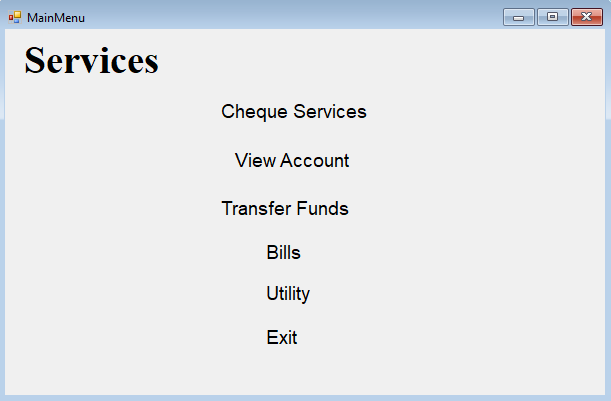 MainMenu
Services
Cheque Services
View Account
Transfer Funds
Bills
Utility
Exit